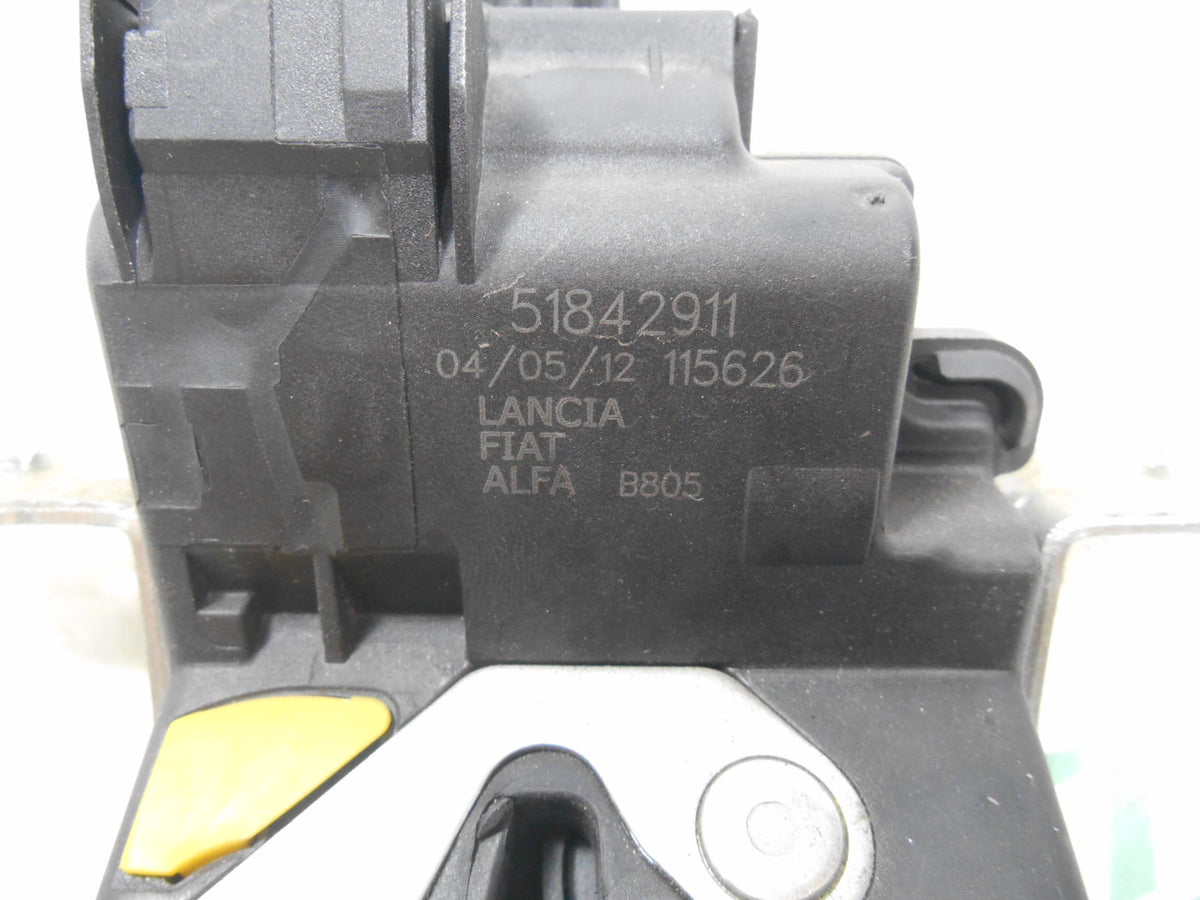 51842911
04/05/12 115626
LANCIA
FIAT
ALFA B805